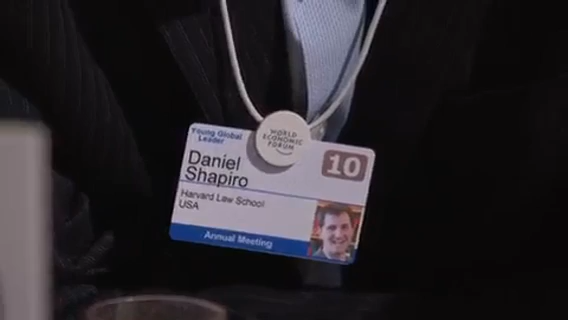 WORLD
ECONOMIC
FORUM
Young Global
Leader
10
Daniel
Shapiro
Harvard Law School
USA
Annual Meeting